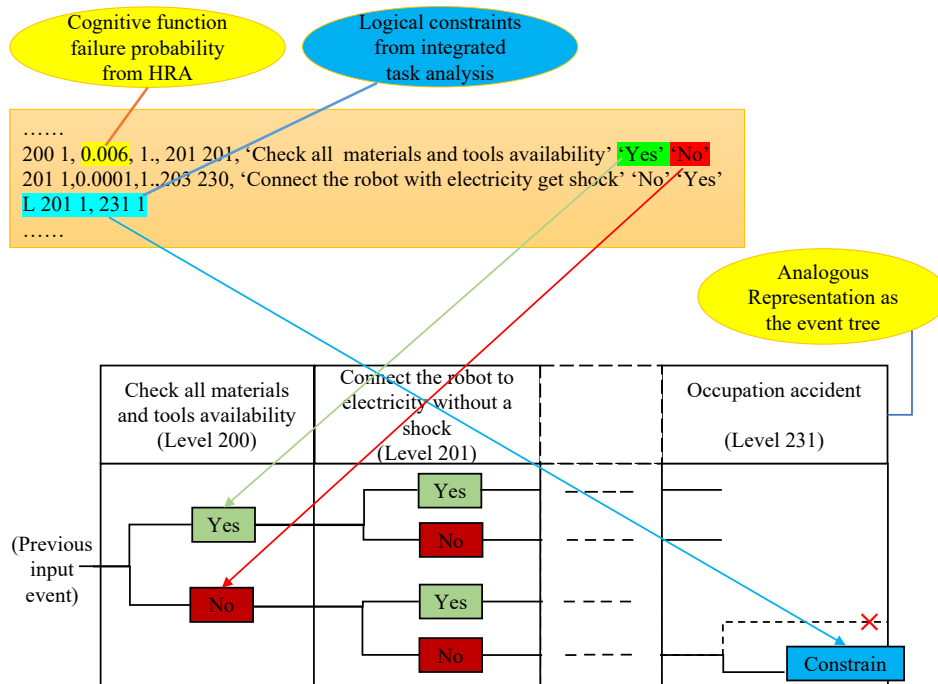 Cognitive function
failure probability
from HRA
Logical constraints
from integrated
task analysis
……
200 1, 0.006, 1., 201 201, ‘Check all materials and tools availability’ ‘Yes’ ‘No’
201 1,0.0001,1.,203 230, ‘Connect the robot with electricity get shock’ ‘No’ ‘Yes’
L 201 1, 231 1
……
Analogous
Representation as
the event tree
Check all materials
and tools availability
(Level 200)
Connect the robot to
electricity without a
shock
(Level 201)
Occupation accident
(Level 231)
(Previous
input
event)
Yes
No
Yes
No
Yes
No
Constrain